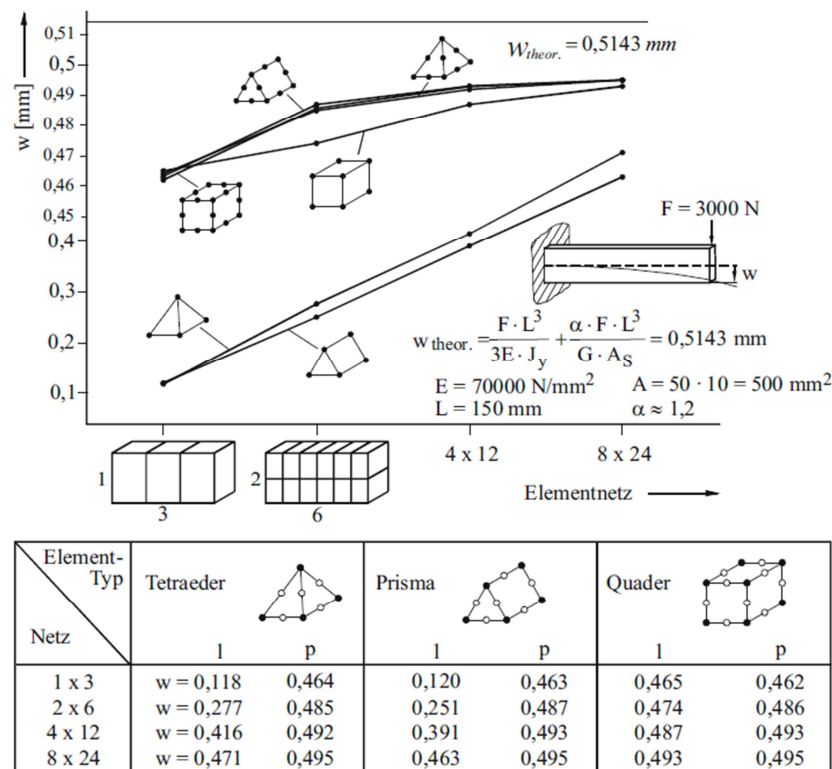 w [mm]
0,51
0,5
0,49
0,48
0,47
0,46
0,45
0,4
0,3
0,2
0,1
W theor. = 0,5143 mm
F = 3000 N
w
w theor. = F · L³ / 3E · J y + α · F · L³ / G · A S = 0,5143 mm
E = 70000 N/mm² A = 50 · 10 = 500 mm²
L = 150 mm α ≈ 1,2
1
3
2
6
4 x 12
8 x 24
Elementnetz
Element-
Typ
Netz
Tetraeder Prisma Quader
l p l p l p
1 x 3 w = 0,118 0,464 0,120 0,463 0,465 0,462
2 x 6 w = 0,277 0,485 0,251 0,487 0,474 0,486
4 x 12 w = 0,416 0,492 0,391 0,493 0,487 0,493
8 x 24 w = 0,471 0,495 0,463 0,495 0,493 0,495